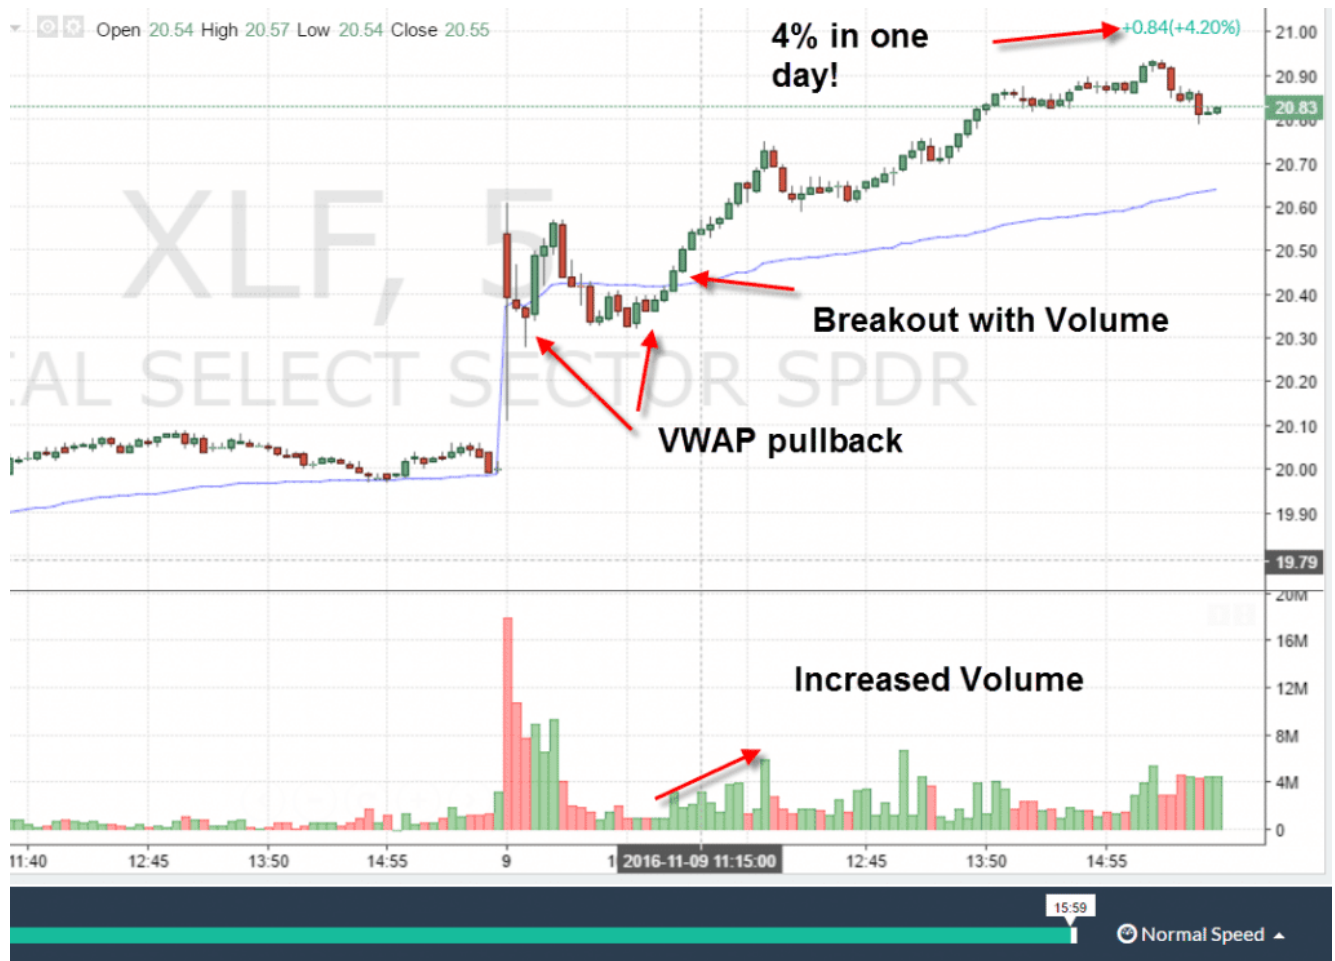 Open 20.54 High 20.57 Low 20.54 Close 20.55
4% in one
day!
+0.84(+4.20%)
21.00
20.90
20.83
20.80
20.70
20.60
20.50
20.40
20.30
20.20
20.10
20.00
19.90
19.79
XLF, 5
AL SELECT SECTOR SPDR
Breakout with Volume
VWAP pullback
Increased Volume
20M
16M
12M
8M
4M
0
11:40 12:45 13:50 14:55 9 1 2016-11-09 11:15:00 12:45 13:50 14:55
15:59
Normal Speed